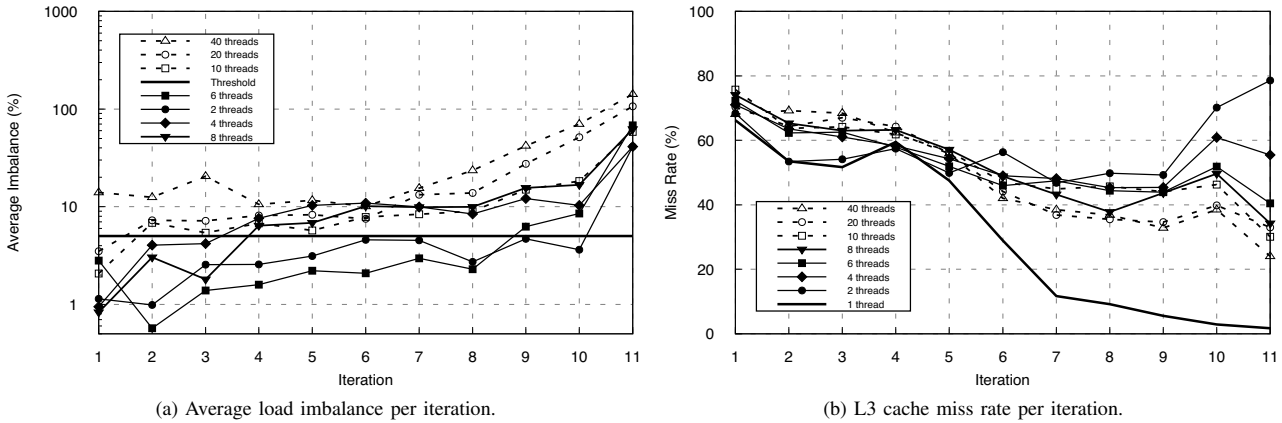 1000
100
10
1
Average Imbalance (%)
40 threads
20 threads
10 threads
Threshold
6 threads
2 threads
4 threads
8 threads
1 2 3 4 5 6 7 8 9 10 11
Iteration
(a) Average load imbalance per iteration.
100
80
60
40
20
0
Miss Rate (%)
40 threads
20 threads
10 threads
8 threads
6 threads
4 threads
2 threads
1 thread
1 2 3 4 5 6 7 8 9 10 11
Iteration
(b) L3 cache miss rate per iteration.